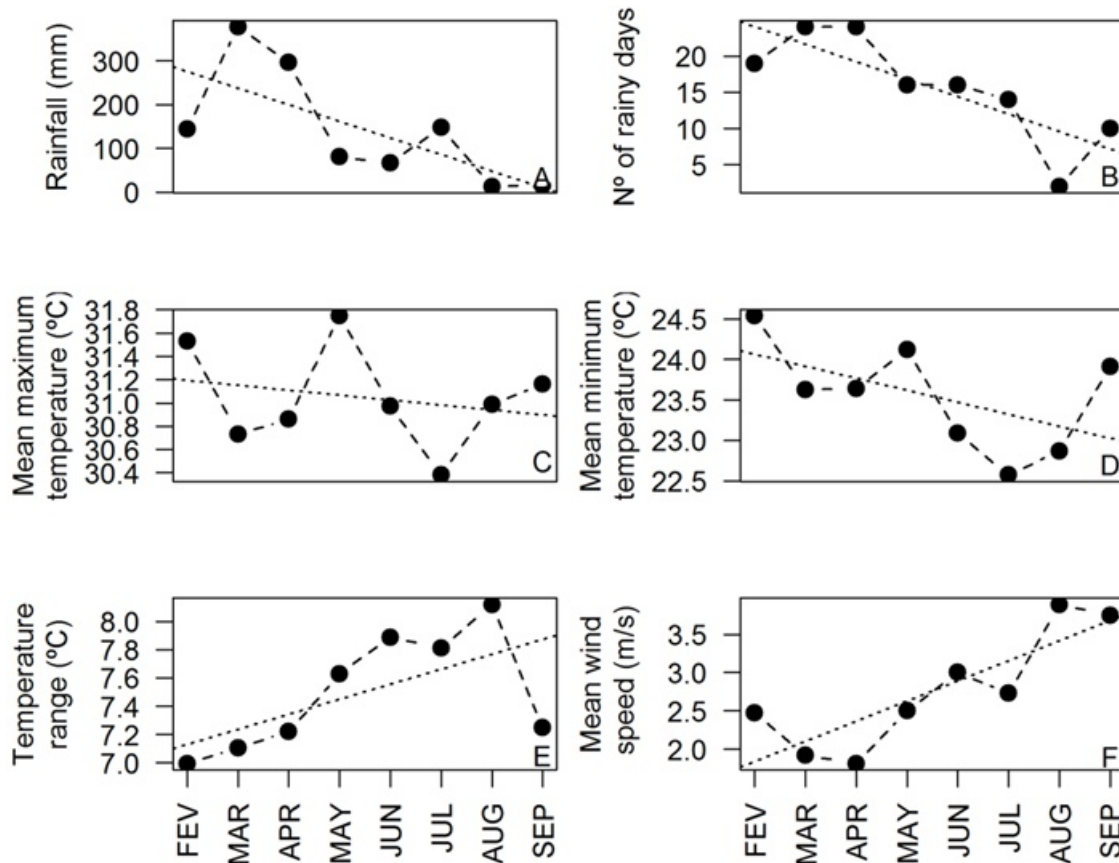 Rainfall (mm)
300
200
100
0
A
Nº of rainy days
20
15
10
5
B
Mean maximum
temperature (ºC)
31.8
31.6
31.4
31.2
31.0
30.8
30.6
30.4
C
Mean minimum
temperature (ºC)
24.5
24.0
23.5
23.0
22.5
D
Temperature
range (ºC)
8.0
7.8
7.6
7.4
7.2
7.0
E
Mean wind
speed (m/s)
3.5
3.0
2.5
2.0
F
FEV
MAR
APR
MAY
JUN
JUL
AUG
SEP
FEV
MAR
APR
MAY
JUN
JUL
AUG
SEP